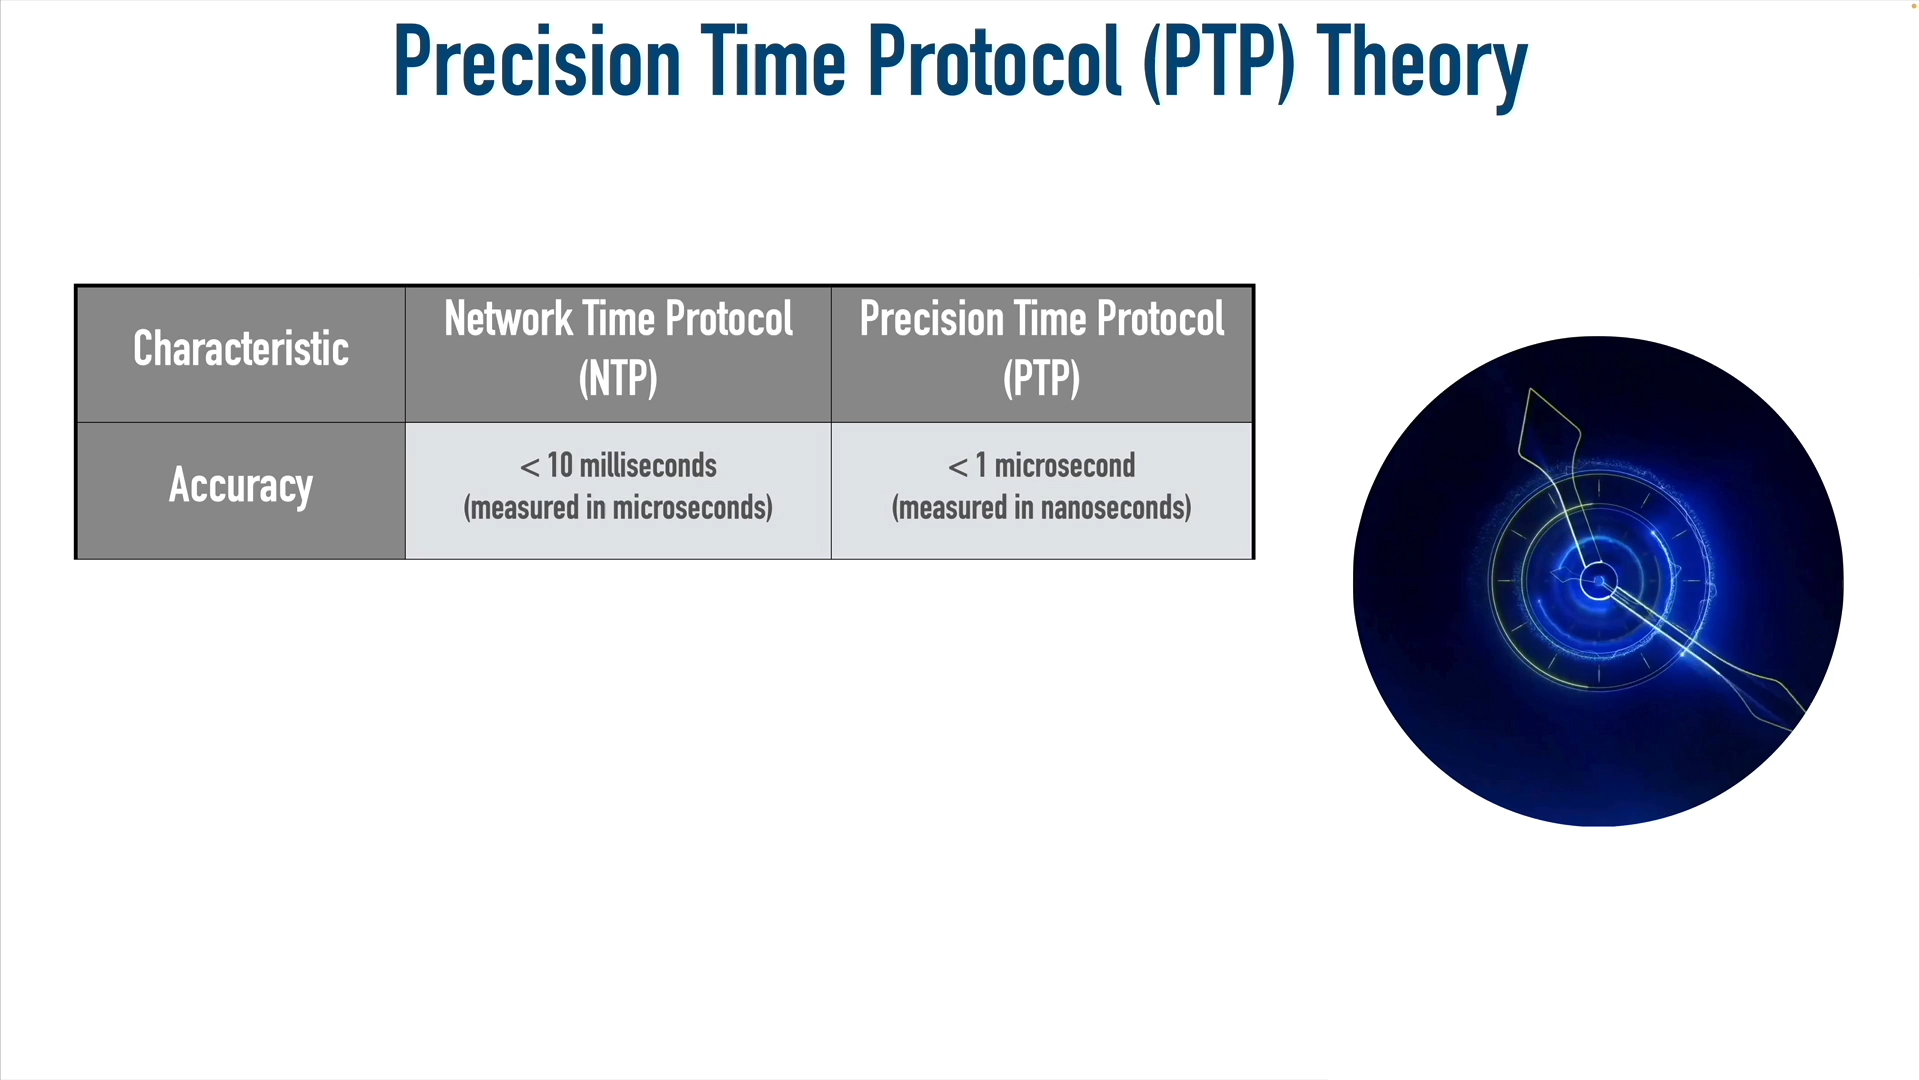 Precision Time Protocol (PTP) Theory
Characteristic
Network Time Protocol
(NTP)
Precision Time Protocol
(PTP)
Accuracy
< 10 milliseconds
(measured in microseconds)
< 1 microsecond
(measured in nanoseconds)